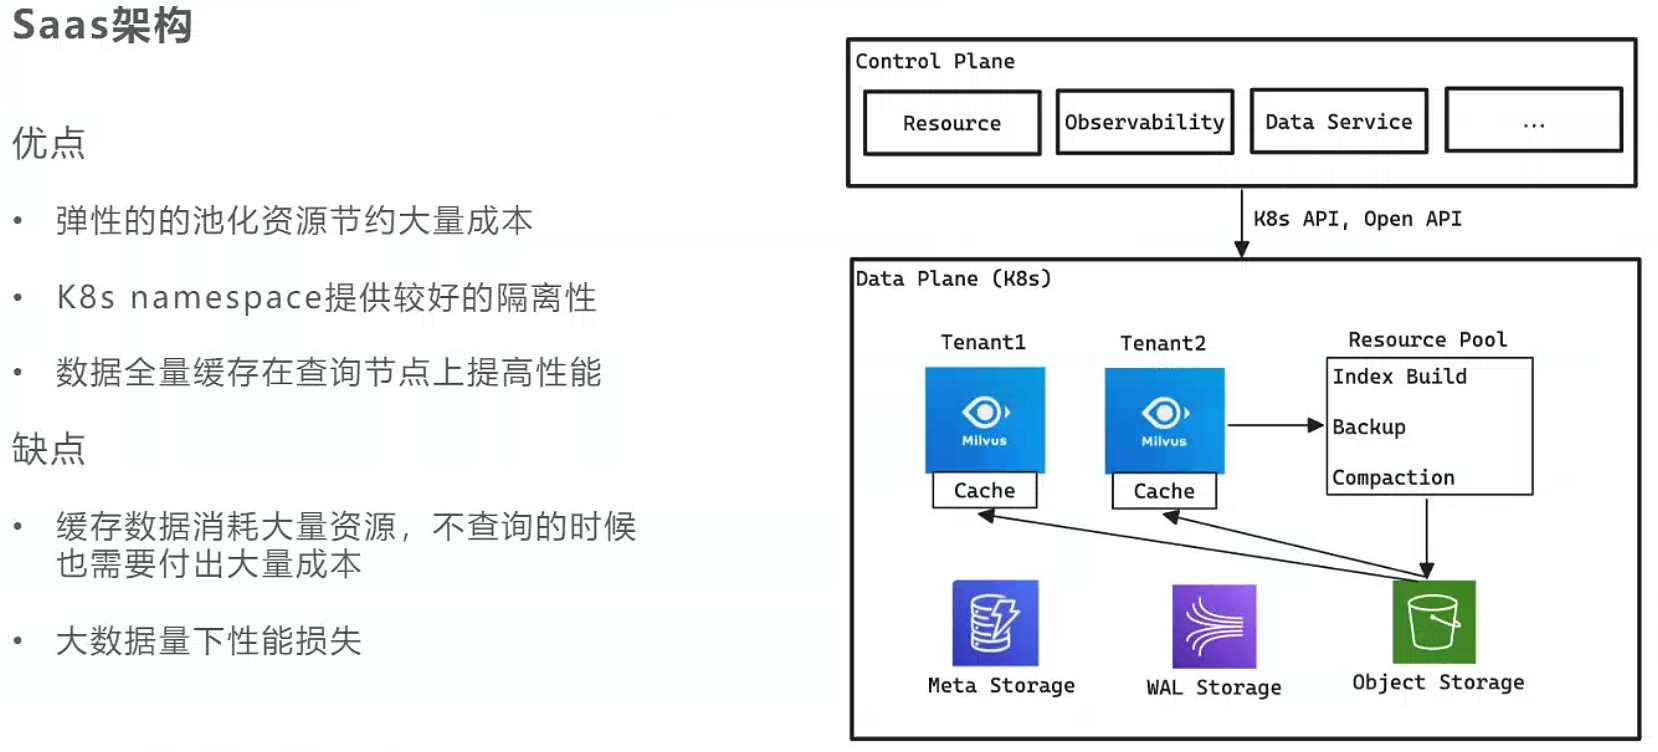 Saas架构
优点
• 弹性的的池化资源节约大量成本
• K8s namespace提供较好的隔离性
• 数据全量缓存在查询节点上提高性能
缺点
• 缓存数据消耗大量资源，不查询的时候
也需要付出大量成本
• 大数据量下性能损失
Control Plane
Resource
Observability
Data Service
...
K8s API, Open API
Data Plane (K8s)
Tenant1
Tenant2
Resource Pool
Milvus
Milvus
Index Build
Backup
Compaction
Cache
Cache
Meta Storage
WAL Storage
Object Storage